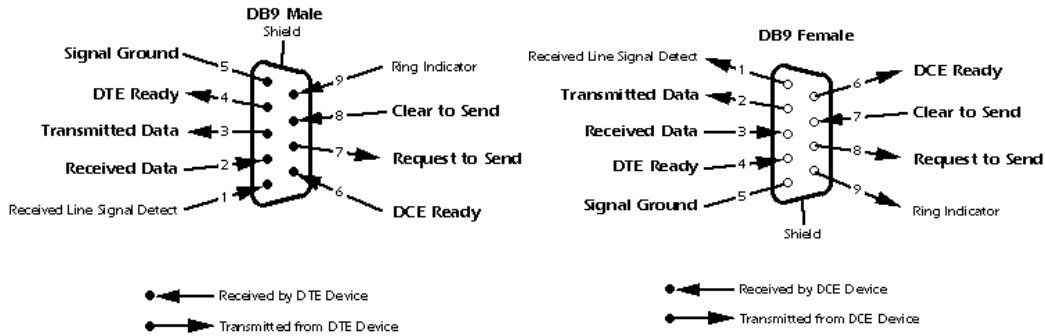 DB9 Male
Shield
Signal Ground
5
9
Ring Indicator
DTE Ready
4
8
Clear to Send
Transmitted Data
3
7
Request to Send
Received Data
2
6
DCE Ready
Received Line Signal Detect
1
Received by DTE Device
Transmitted from DTE Device
DB9 Female
Received Line Signal Detect
1
6
DCE Ready
Transmitted Data
2
7
Clear to Send
Received Data
3
8
Request to Send
DTE Ready
4
9
Ring Indicator
Signal Ground
5
Shield
Received by DCE Device
Transmitted from DCE Device